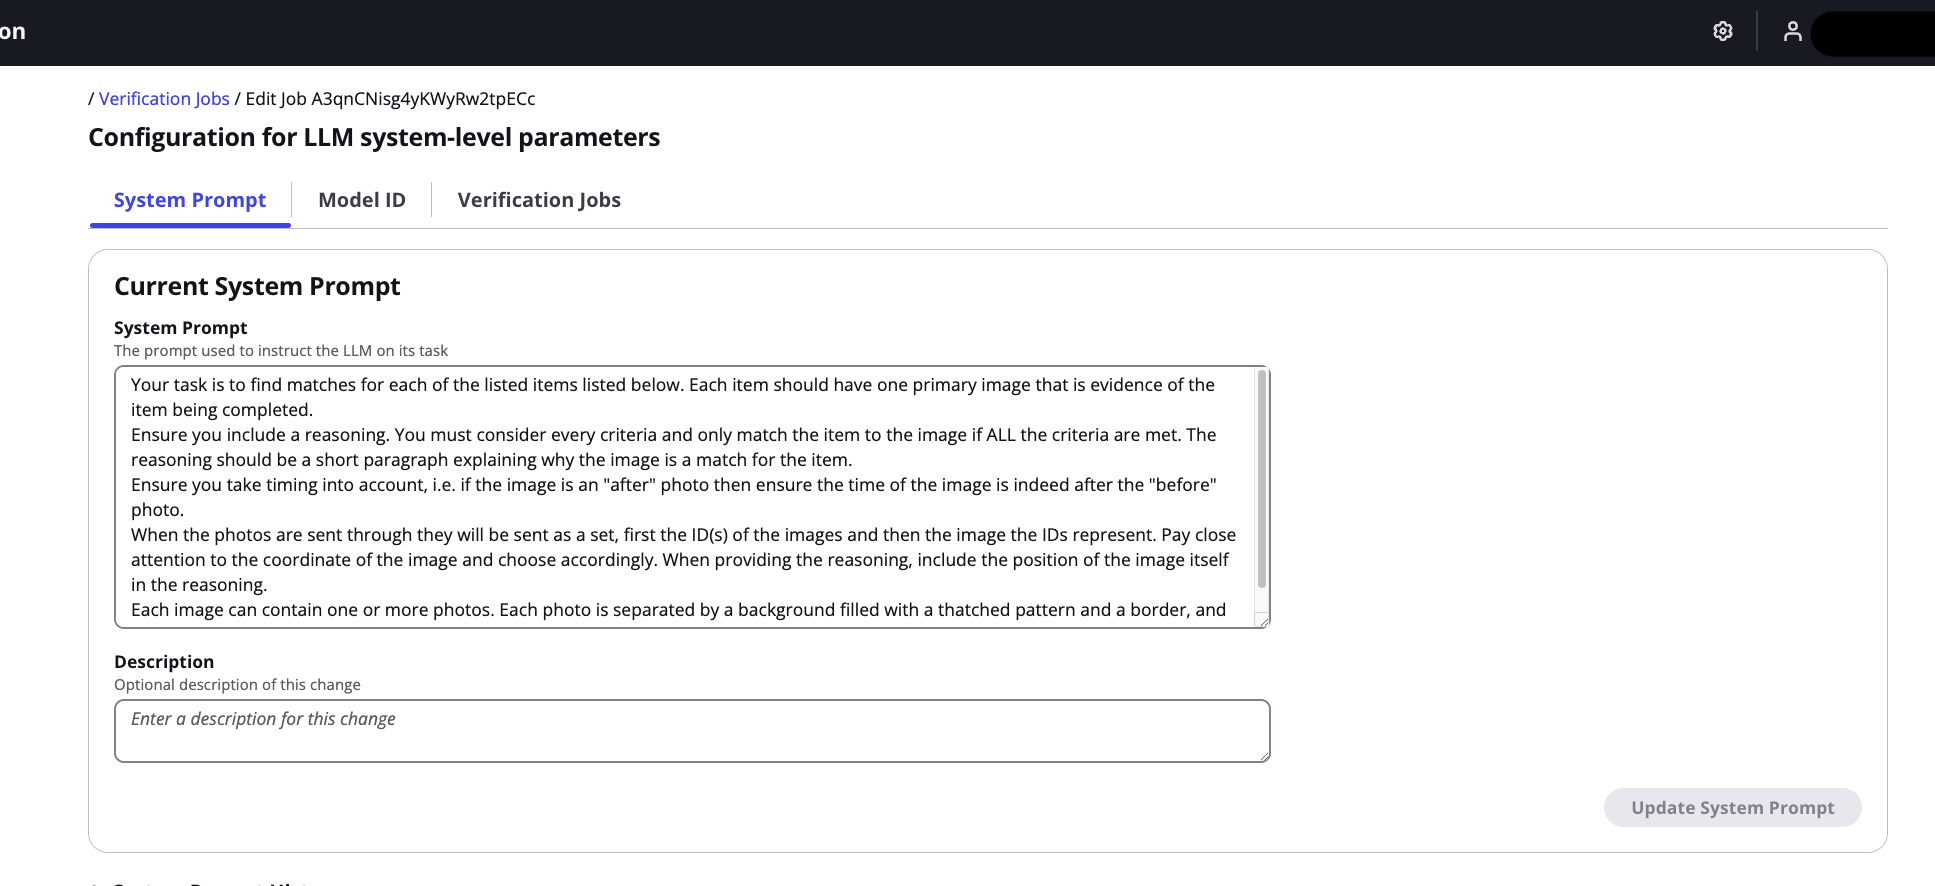 on
/ Verification Jobs / Edit Job A3qnCNisg4yKWyRw2tpECc
Configuration for LLM system-level parameters
System Prompt
Model ID
Verification Jobs
Current System Prompt
System Prompt
The prompt used to instruct the LLM on its task
Your task is to find matches for each of the listed items listed below. Each item should have one primary image that is evidence of the
item being completed.
Ensure you include a reasoning. You must consider every criteria and only match the item to the image if ALL the criteria are met. The
reasoning should be a short paragraph explaining why the image is a match for the item.
Ensure you take timing into account, i.e. if the image is an "after" photo then ensure the time of the image is indeed after the "before"
photo.
When the photos are sent through they will be sent as a set, first the ID(s) of the images and then the image the IDs represent. Pay close
attention to the coordinate of the image and choose accordingly. When providing the reasoning, include the position of the image itself
in the reasoning.
Each image can contain one or more photos. Each photo is separated by a background filled with a thatched pattern and a border, and
Description
Optional description of this change
Enter a description for this change
Update System Prompt